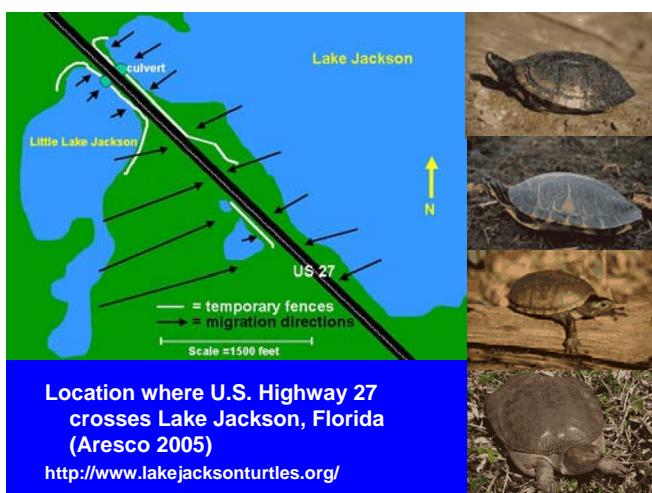 culvert
Lake Jackson
Little Lake Jackson
N
US 27
= temporary fences
= migration directions
Scale =1500 feet
Location where U.S. Highway 27
crosses Lake Jackson, Florida
(Aresco 2005)
http://www.lakejacksonturtles.org/